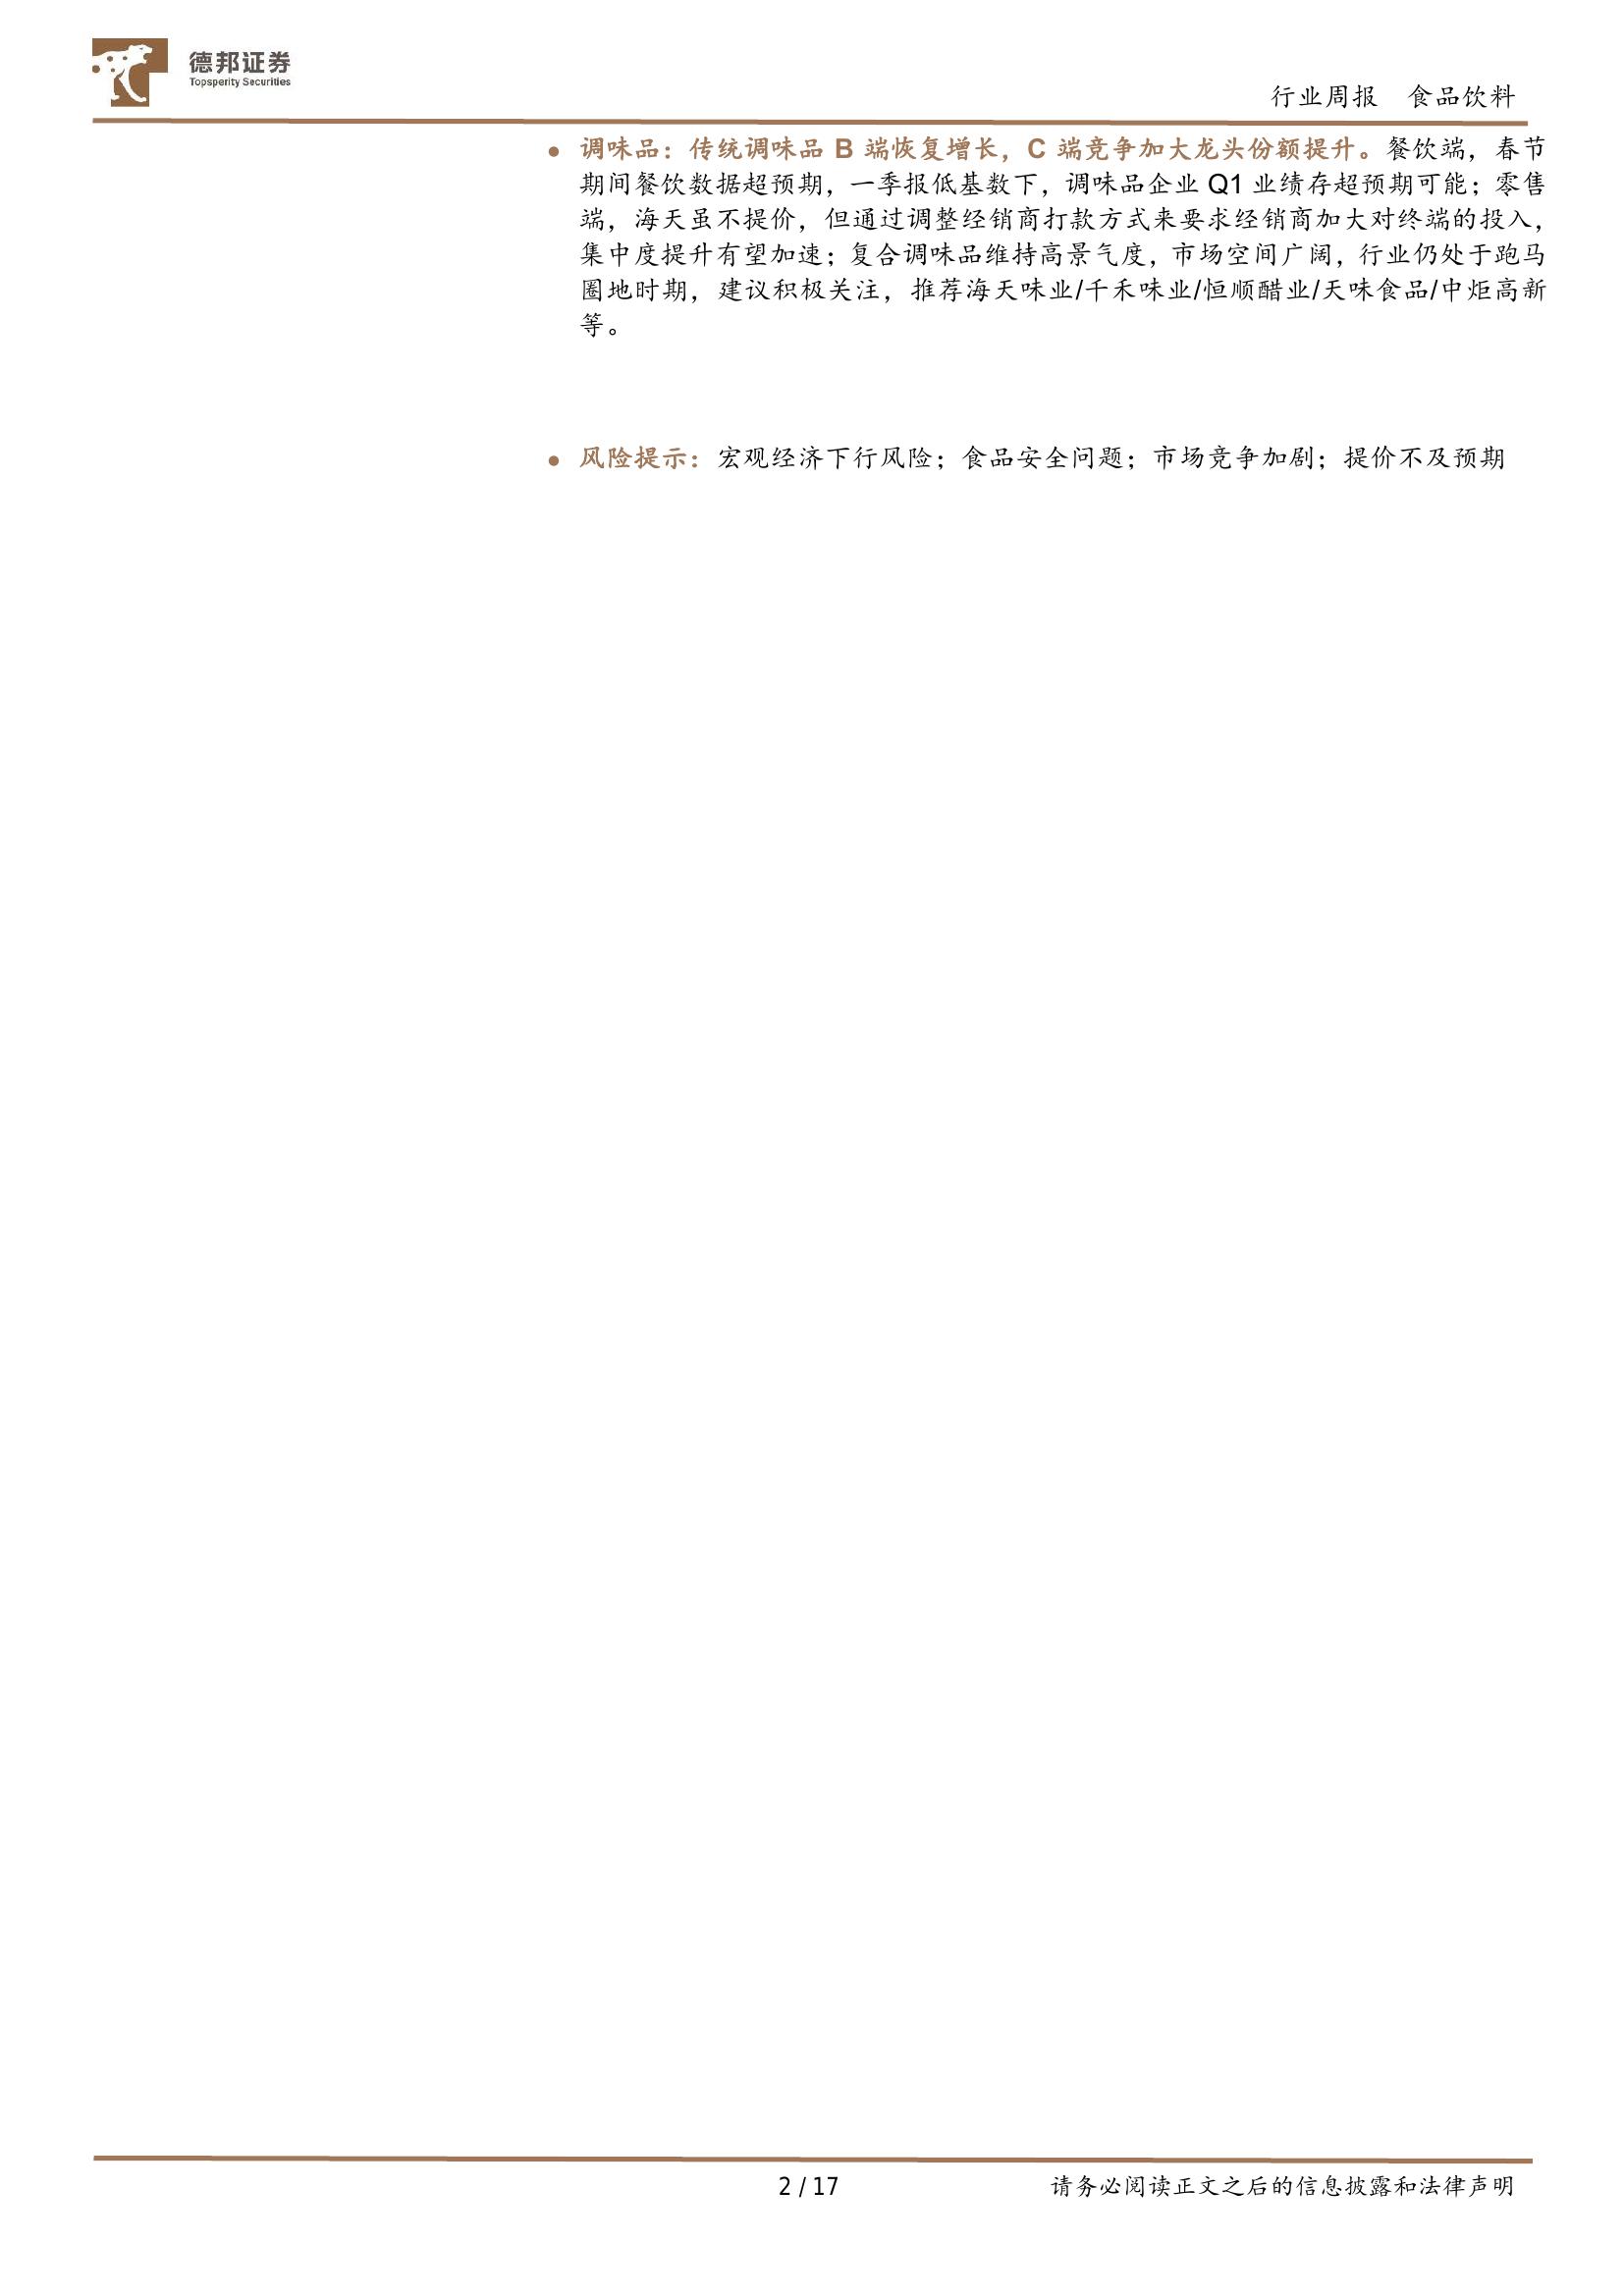 德邦证券
Topsperity Securities
行业周报 食品饮料
● 调味品：传统调味品 B 端恢复增长，C 端竞争加大龙头份额提升。餐饮端，春节
期间餐饮数据超预期，一季报低基数下，调味品企业 Q1 业绩存超预期可能；零售
端，海天虽不提价，但通过调整经销商打款方式来要求经销商加大对终端的投入，
集中度提升有望加速；复合调味品维持高景气度，市场空间广阔，行业仍处于跑马
圈地时期，建议积极关注，推荐海天味业/千禾味业/恒顺醋业/天味食品/中炬高新
等。
● 风险提示：宏观经济下行风险；食品安全问题；市场竞争加剧；提价不及预期
2 / 17
请务必阅读正文之后的信息披露和法律声明